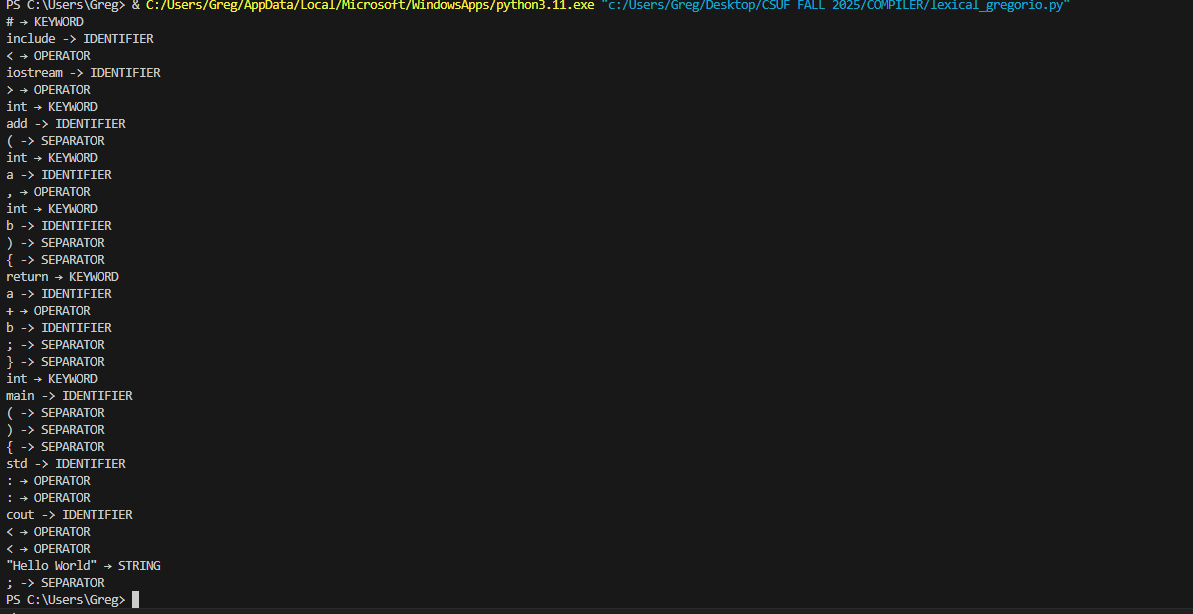 PS C:\Users\Greg> & C:/Users/Greg/AppData/Local/Microsoft/WindowsApps/python3.11.exe "c:/Users/Greg/Desktop/CSUF FALL 2025/COMPILER/lexical_gregorio.py"
# → KEYWORD
include -> IDENTIFIER
< → OPERATOR
iostream -> IDENTIFIER
> → OPERATOR
int → KEYWORD
add -> IDENTIFIER
( -> SEPARATOR
int → KEYWORD
a -> IDENTIFIER
, → OPERATOR
int → KEYWORD
b -> IDENTIFIER
) -> SEPARATOR
{ -> SEPARATOR
return → KEYWORD
a -> IDENTIFIER
+ → OPERATOR
b -> IDENTIFIER
; -> SEPARATOR
} -> SEPARATOR
int → KEYWORD
main -> IDENTIFIER
( -> SEPARATOR
) -> SEPARATOR
{ -> SEPARATOR
std -> IDENTIFIER
: → OPERATOR
: → OPERATOR
cout -> IDENTIFIER
< → OPERATOR
< → OPERATOR
"Hello World" → STRING
; -> SEPARATOR
PS C:\Users\Greg>